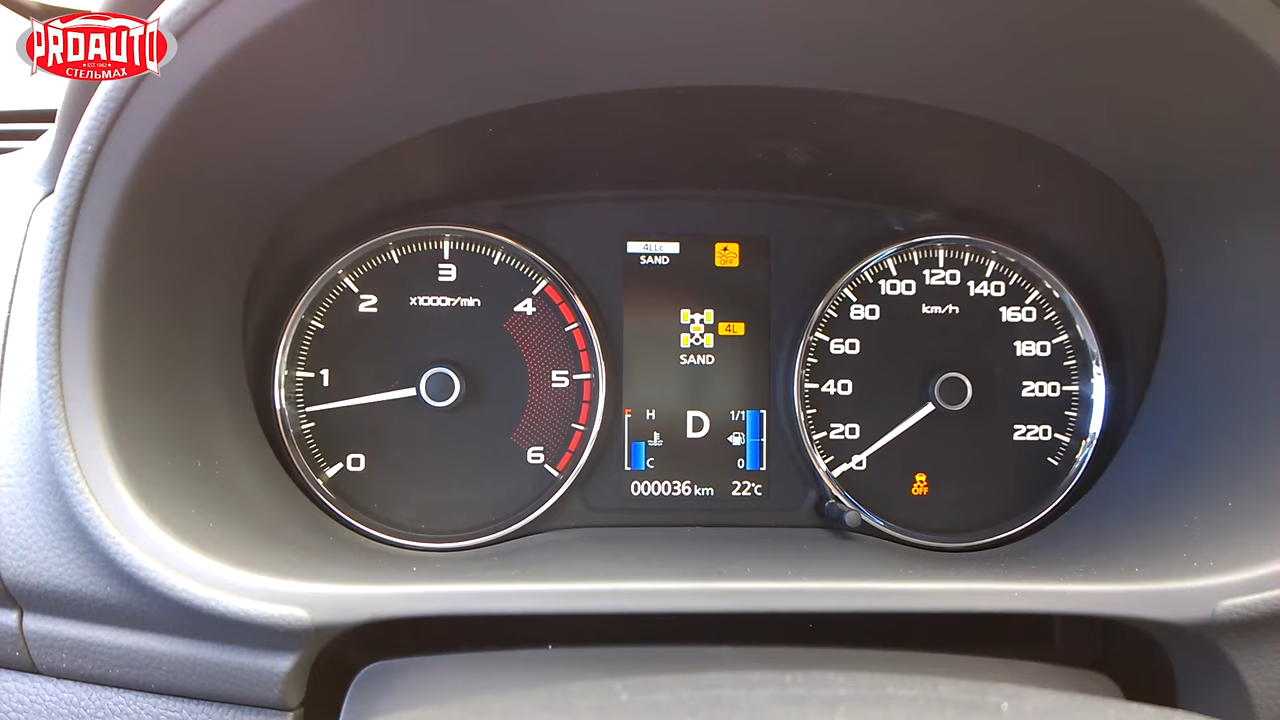 PROAUTO
★EST.1962★
СТЕЛЬМАХ
0
1
2
3
4
5
6
x1000r/min
4LLc
SAND
OFF
4L
SAND
H
C
D
1/1
0
000036 km
22°C
0
20
40
60
80
100
120
140
160
180
200
220
km/h
OFF